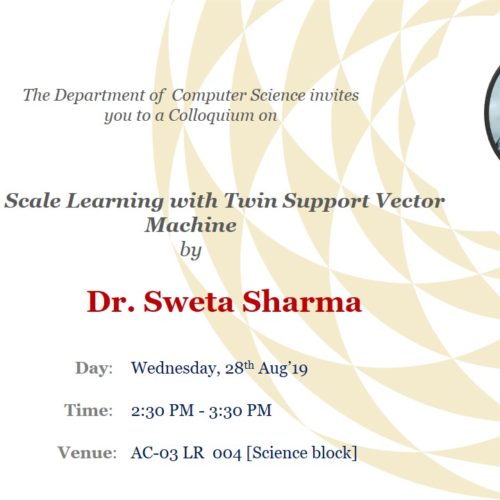 The Department of Computer Science invites
you to a Colloquium on
Scale Learning with Twin Support Vector
Machine
by
Dr. Sweta Sharma
Day: Wednesday, 28th Aug'19
Time: 2:30 PM - 3:30 PM
Venue: AC-03 LR 004 [Science block]